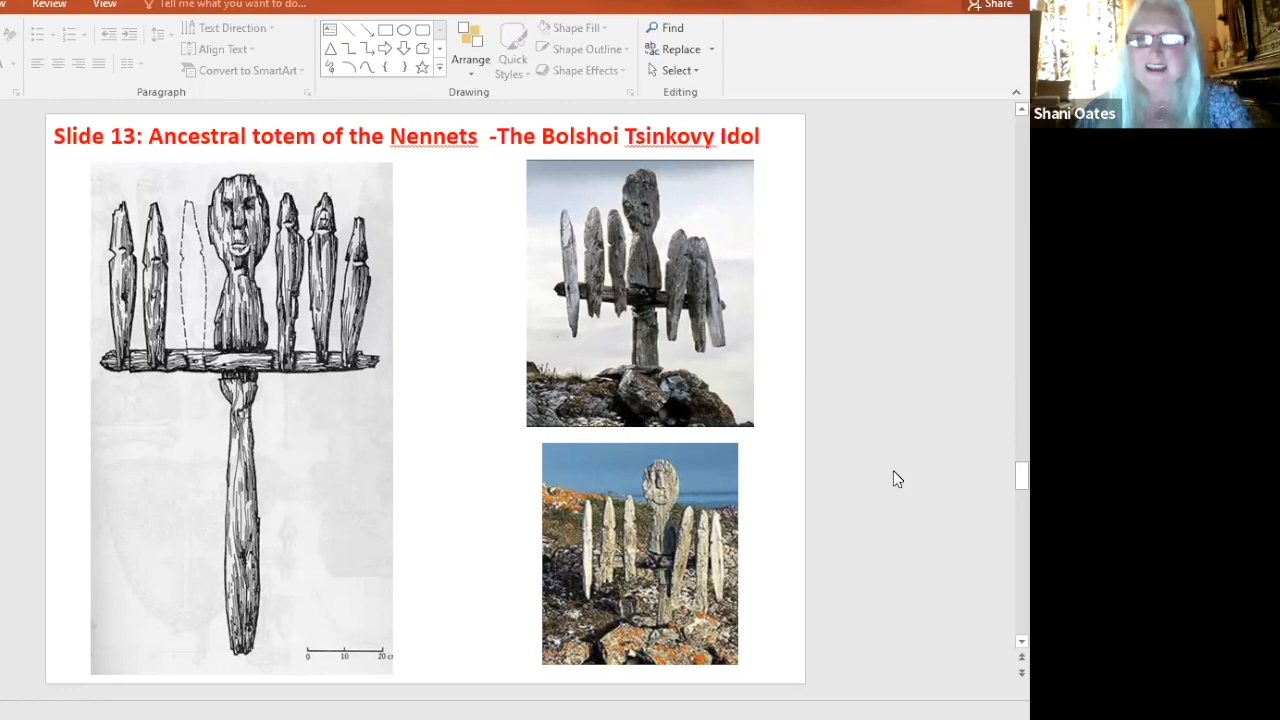 Review View Tell me what you want to do... Share
Text Direction
Align Text
Convert to SmartArt
Paragraph
Arrange
Quick
Styles
Shape Fill
Shape Outline
Shape Effects
Drawing
Find
Replace
Select
Editing
Shani Oates
Slide 13: Ancestral totem of the Nennets -The Bolshoi Tsinkovy Idol
0 10 20